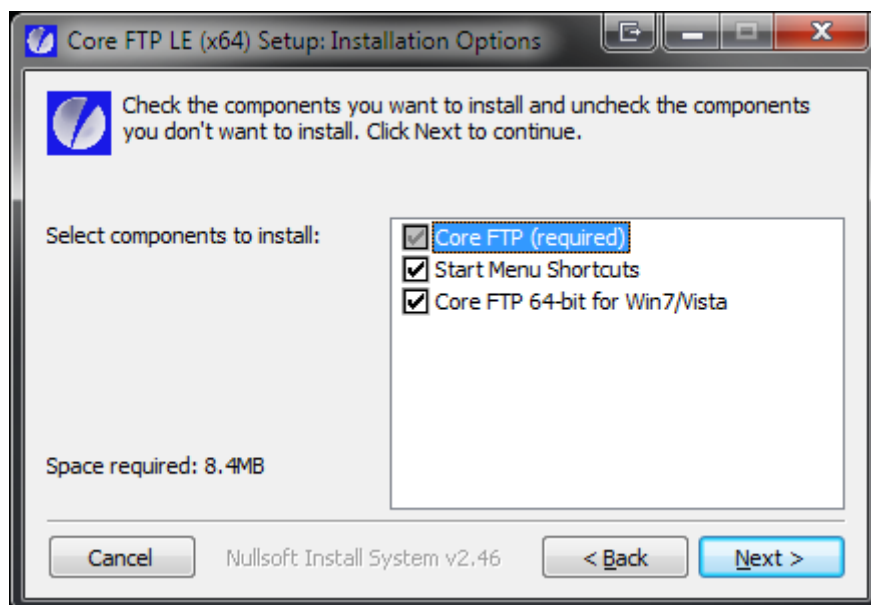 Core FTP LE (x64) Setup: Installation Options
Check the components you want to install and uncheck the components
you don't want to install. Click Next to continue.
Select components to install:
Core FTP (required)
Start Menu Shortcuts
Core FTP 64-bit for Win7/Vista
Space required: 8.4MB
Cancel
Nullsoft Install System v2.46
< Back
Next >